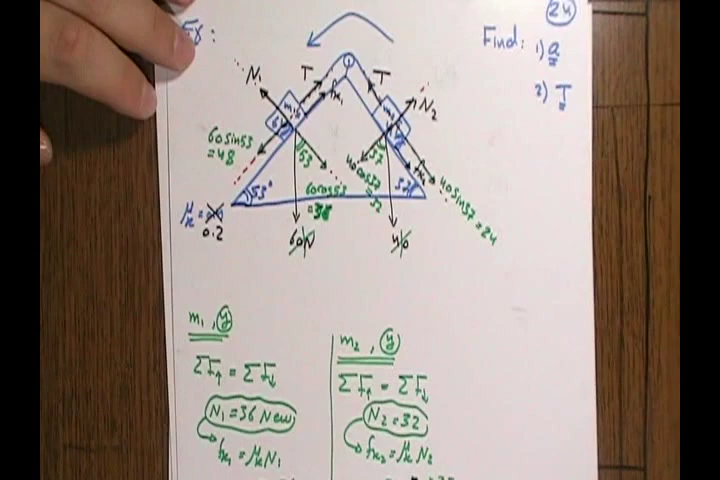 Ex:
24
Find: 1) a
2) T
N₁
T
fk₁
m₁
6
T
N₂
m₂
fk₂
60sin53
=48
53
60cos53
=36
37
40cos37
=32
40sin37=24
53°
37°
μk =
0.2
60N
40
m₁, y
ΣF↑ = ΣF↓
N₁=36 New
fk₁=μk N₁
m₂, y
ΣF↑ = ΣF↓
N₂=32
fk₂=μk N₂